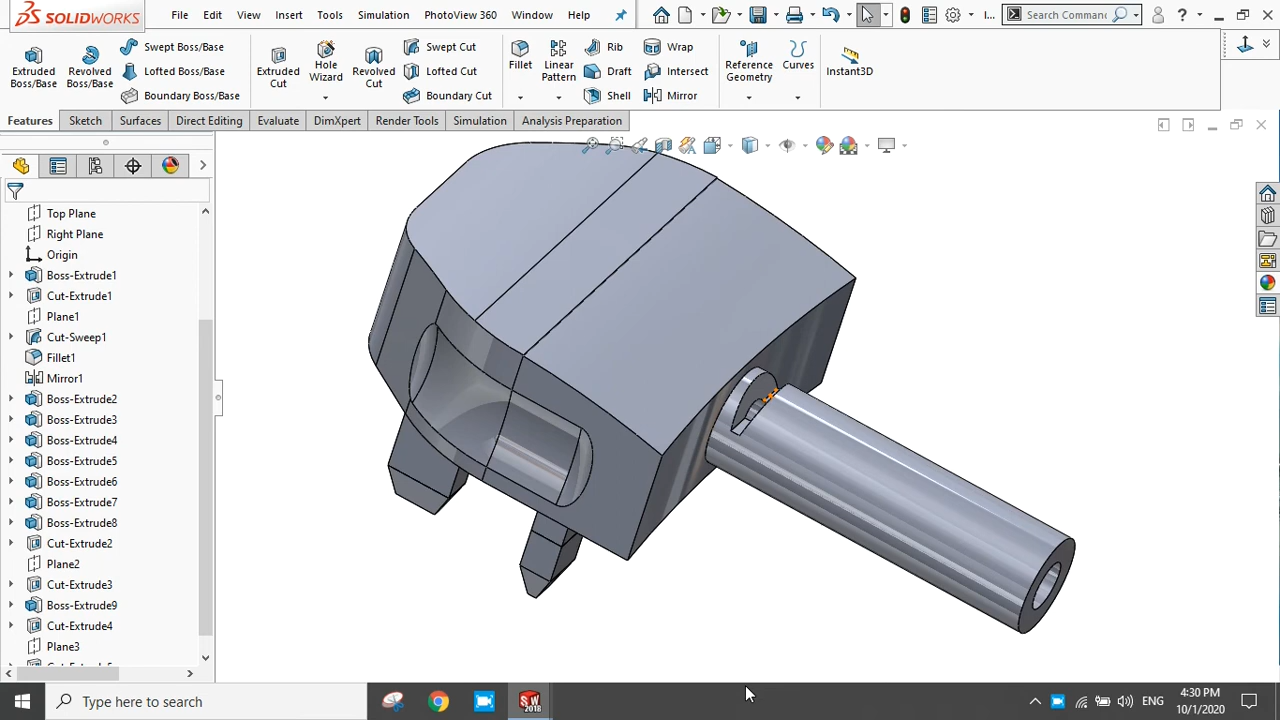 SOLIDWORKS File Edit View Insert Tools Simulation PhotoView 360 Window Help I... Search Commanc ?
Extruded Boss/Base
Revolved Boss/Base
Swept Boss/Base
Lofted Boss/Base
Boundary Boss/Base
Extruded Cut
Hole Wizard
Revolved Cut
Swept Cut
Lofted Cut
Boundary Cut
Fillet
Linear Pattern
Rib
Draft
Shell
Wrap
Intersect
Mirror
Reference Geometry
Curves
Instant3D
Features Sketch Surfaces Direct Editing Evaluate DimXpert Render Tools Simulation Analysis Preparation
Top Plane
Right Plane
Origin
Boss-Extrude1
Cut-Extrude1
Plane1
Cut-Sweep1
Fillet1
Mirror1
Boss-Extrude2
Boss-Extrude3
Boss-Extrude4
Boss-Extrude5
Boss-Extrude6
Boss-Extrude7
Boss-Extrude8
Cut-Extrude2
Plane2
Cut-Extrude3
Boss-Extrude9
Cut-Extrude4
Plane3
Type here to search
SW 2018
ENG
4:30 PM
10/1/2020